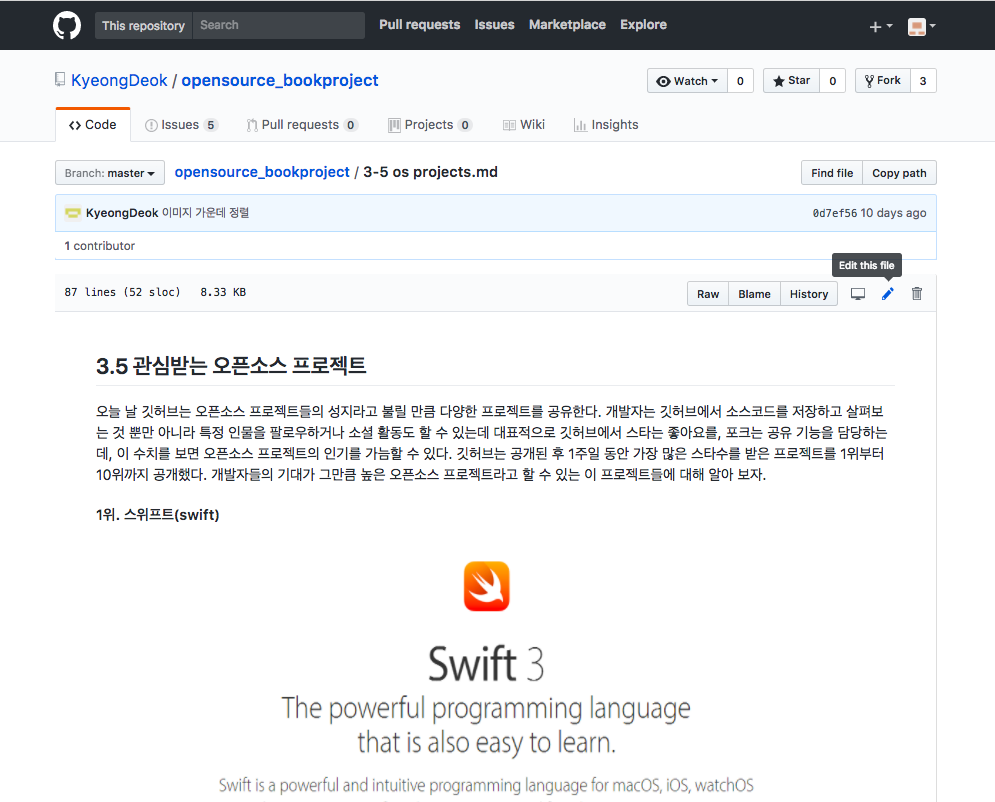 This repository Search Pull requests Issues Marketplace Explore
KyeongDeok / opensource_bookproject Watch 0 Star 0 Fork 3
Code Issues 5 Pull requests 0 Projects 0 Wiki Insights
Branch: master opensource_bookproject / 3-5 os projects.md Find file Copy path
KyeongDeok 이미지 가운데 정렬 0d7ef56 10 days ago
1 contributor
Edit this file
87 lines (52 sloc) 8.33 KB Raw Blame History
3.5 관심받는 오픈소스 프로젝트
오늘 날 깃허브는 오픈소스 프로젝트들의 성지라고 불릴 만큼 다양한 프로젝트를 공유한다. 개발자는 깃허브에서 소스코드를 저장하고 살펴보
는 것 뿐만 아니라 특정 인물을 팔로우하거나 소셜 활동도 할 수 있는데 대표적으로 깃허브에서 스타는 좋아요를, 포크는 공유 기능을 담당하는
데, 이 수치를 보면 오픈소스 프로젝트의 인기를 가늠할 수 있다. 깃허브는 공개된 후 1주일 동안 가장 많은 스타수를 받은 프로젝트를 1위부터
10위까지 공개했다. 개발자들의 기대가 그만큼 높은 오픈소스 프로젝트라고 할 수 있는 이 프로젝트들에 대해 알아 보자.
1위. 스위프트(swift)
Swift 3
The powerful programming language
that is also easy to learn.
Swift is a powerful and intuitive programming language for macOS, iOS, watchOS